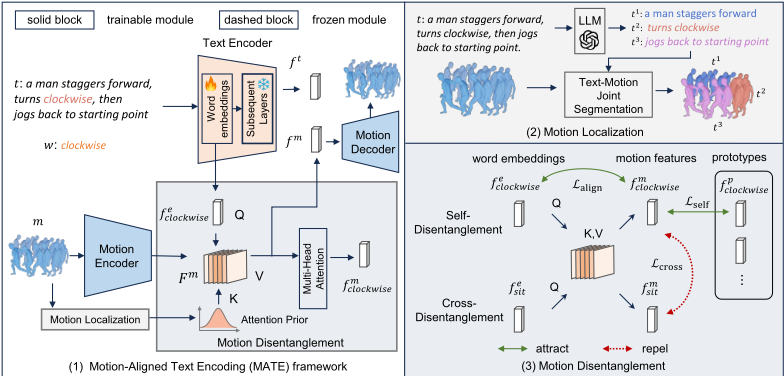 solid block trainable module dashed block frozen module
Text Encoder
t: a man staggers forward,
turns clockwise, then
jogs back to starting point
w: clockwise
Word
embeddings
Subsequent
Layers
f^t
f^m
Motion
Decoder
f^e_clockwise Q
m
Motion
Encoder
F^m
V
K
Multi-Head
Attention
f^m_clockwise
Motion Localization
Attention Prior
Motion Disentanglement
(1) Motion-Aligned Text Encoding (MATE) framework
t: a man staggers forward,
turns clockwise, then jogs
back to starting point.
LLM
t^1: a man staggers forward
t^2: turns clockwise
t^3: jogs back to starting point
Text-Motion
Joint
Segmentation
t^1
t^2
t^3
(2) Motion Localization
word embeddings motion features prototypes
f^e_clockwise
L_align
f^m_clockwise
f^p_clockwise
Q
L_self
Self-
Disentanglement
K,V
L_cross
f^e_sit
Q
f^m_sit
Cross-
Disentanglement
⋮
attract
repel
(3) Motion Disentanglement